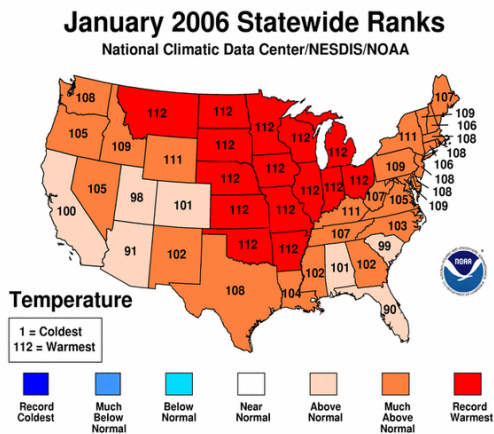 January 2006 Statewide Ranks
National Climatic Data Center/NESDIS/NOAA
108
112
112
112
107
109
106
108
108
106
108
108
109
105
109
111
112
112
112
111
109
100
105
98
101
112
112
112
112
112
107
105
111
103
91
102
112
112
107
99
108
104
102
101
102
90
NOAA
Temperature
1 = Coldest
112 = Warmest
Record
Coldest
Much
Below
Normal
Below
Normal
Near
Normal
Above
Normal
Much
Above
Normal
Record
Warmest